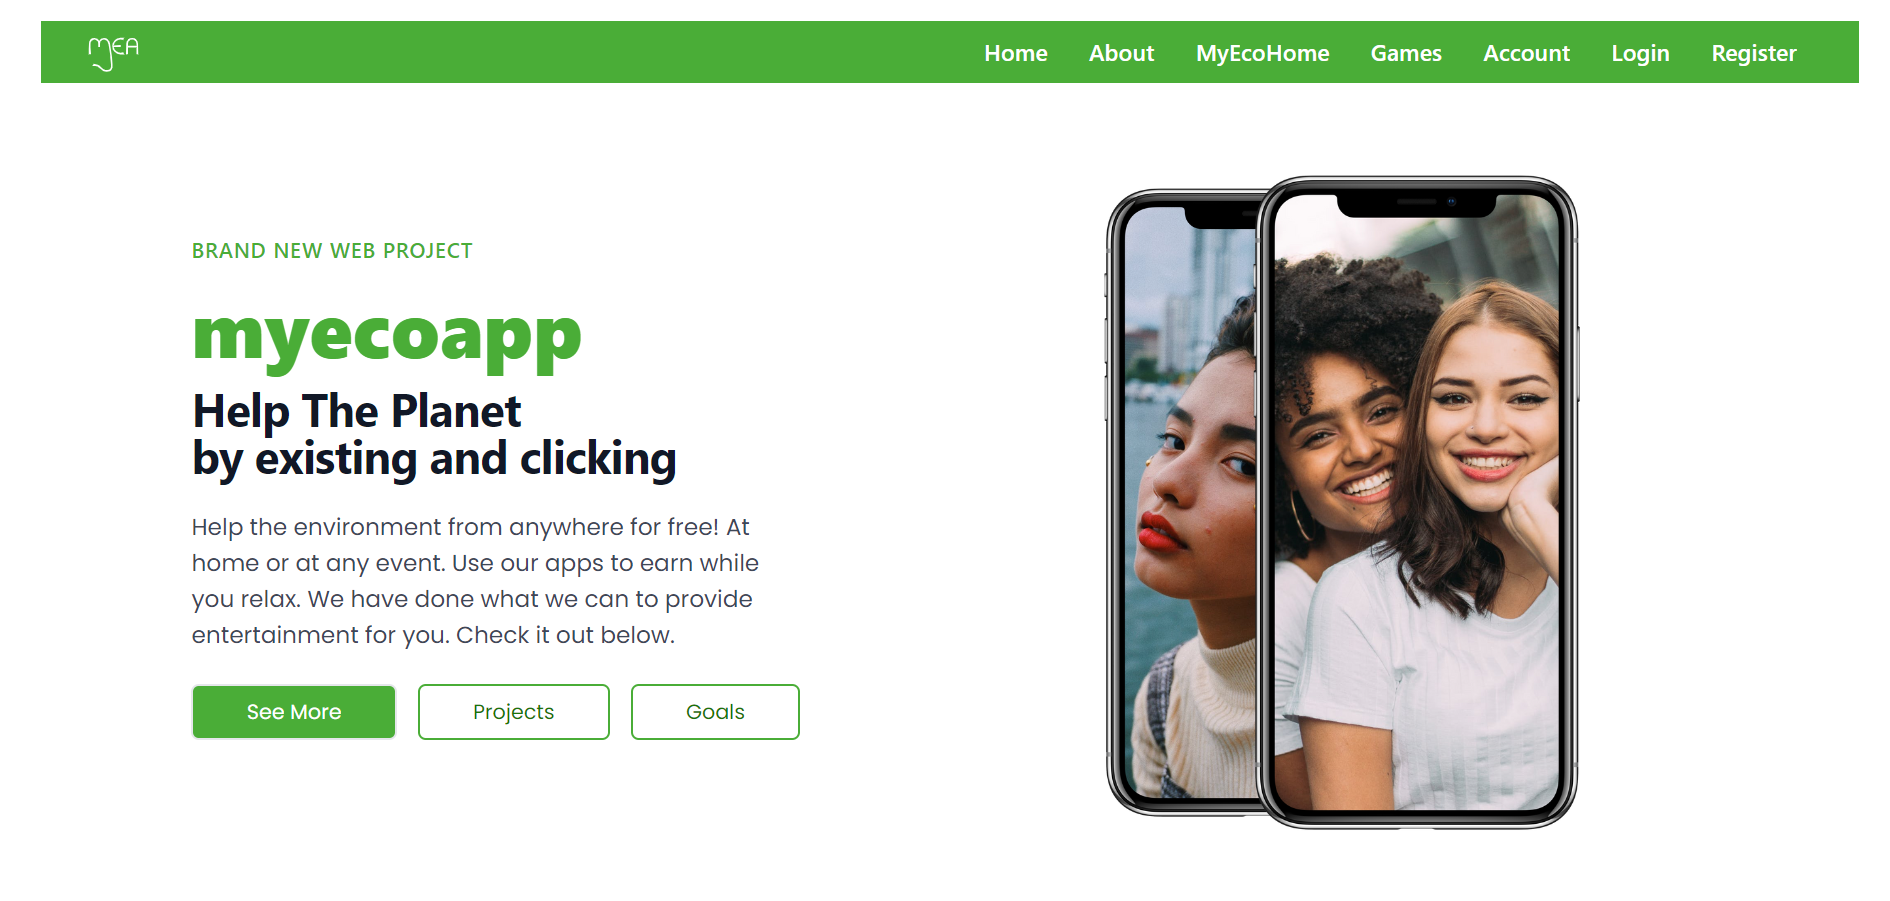 MEA
Home About MyEcoHome Games Account Login Register
BRAND NEW WEB PROJECT
myecoapp
Help The Planet
by existing and clicking
Help the environment from anywhere for free! At
home or at any event. Use our apps to earn while
you relax. We have done what we can to provide
entertainment for you. Check it out below.
See More Projects Goals